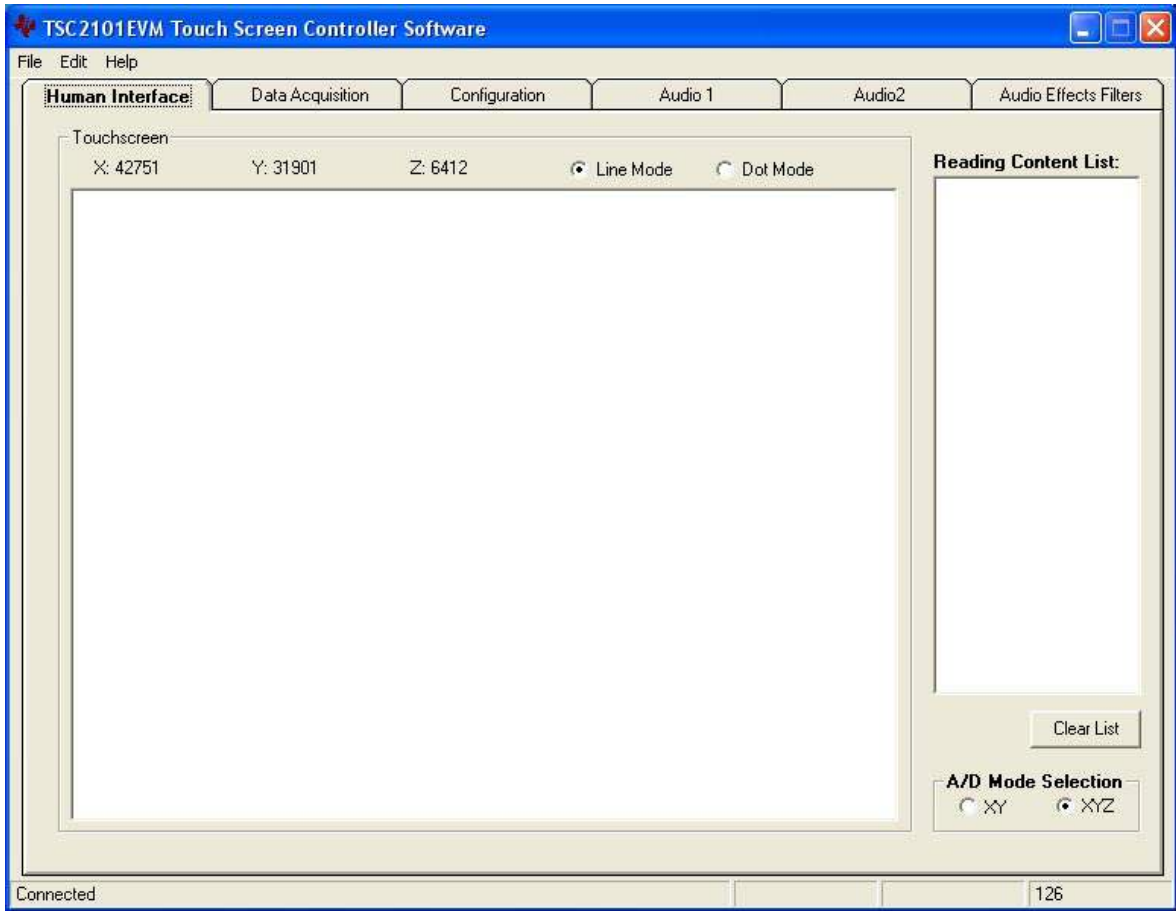 TSC2101EVM Touch Screen Controller Software
File Edit Help
Human Interface Data Acquisition Configuration Audio 1 Audio2 Audio Effects Filters
Touchscreen
X: 42751 Y: 31901 Z: 6412 Line Mode Dot Mode
Reading Content List:
Clear List
A/D Mode Selection
XY XYZ
Connected 126